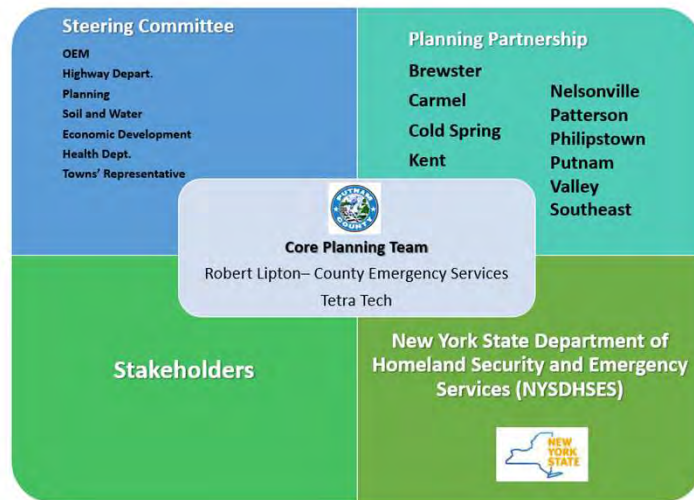 Steering Committee
OEM
Highway Depart.
Planning
Soil and Water
Economic Development
Health Dept.
Towns' Representative
Planning Partnership
Brewster
Carmel
Cold Spring
Kent
Nelsonville
Patterson
Philipstown
Putnam
Valley
Southeast
PUTNAM
COUNTY
Core Planning Team
Robert Lipton– County Emergency Services
Tetra Tech
Stakeholders
New York State Department of
Homeland Security and Emergency
Services (NYSDHSES)
NEW
YORK
STATE